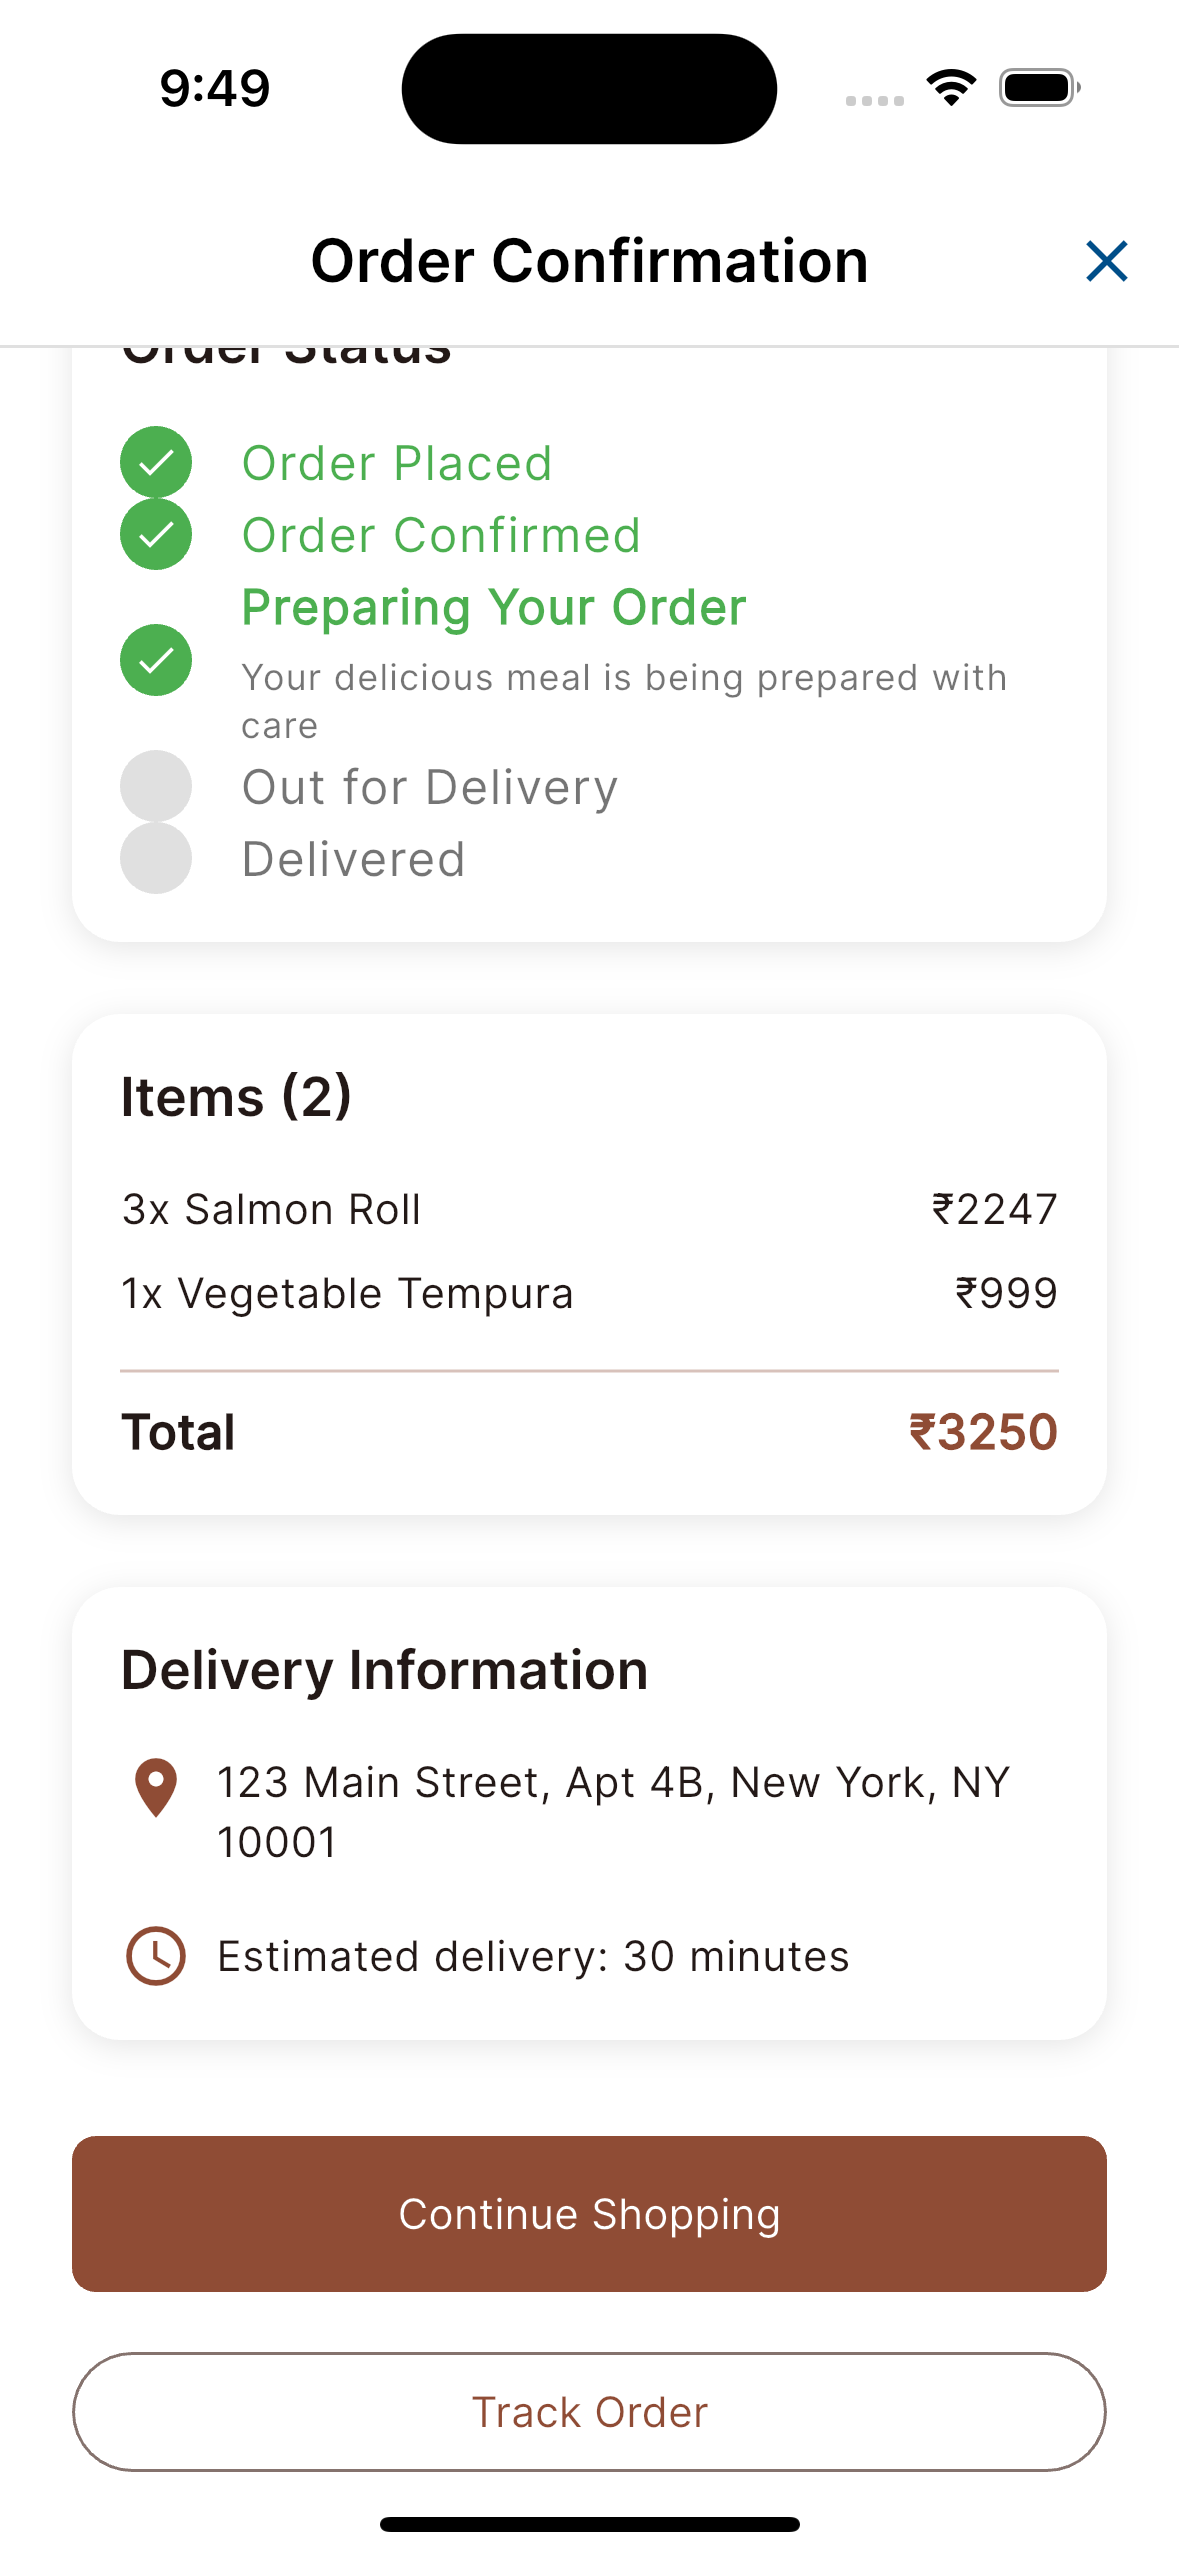 9:49
Order Confirmation
Order Status
Order Placed
Order Confirmed
Preparing Your Order
Your delicious meal is being prepared with
care
Out for Delivery
Delivered
Items (2)
3x Salmon Roll ₹2247
1x Vegetable Tempura ₹999
Total ₹3250
Delivery Information
123 Main Street, Apt 4B, New York, NY
10001
Estimated delivery: 30 minutes
Continue Shopping
Track Order